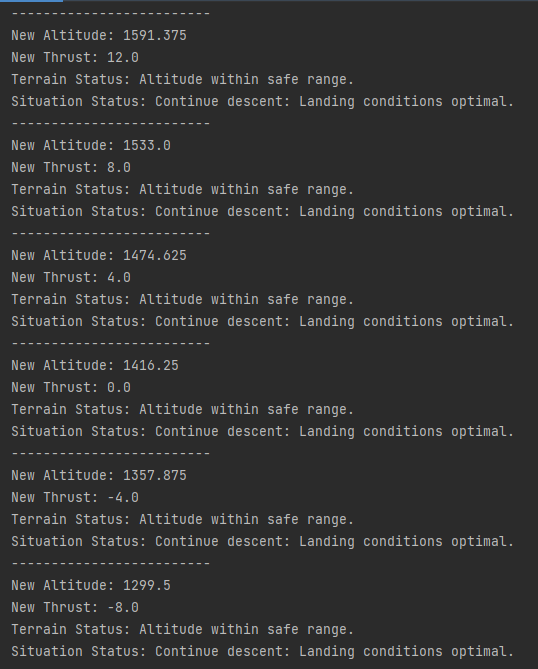 -------------------------
New Altitude: 1591.375
New Thrust: 12.0
Terrain Status: Altitude within safe range.
Situation Status: Continue descent: Landing conditions optimal.
-------------------------
New Altitude: 1533.0
New Thrust: 8.0
Terrain Status: Altitude within safe range.
Situation Status: Continue descent: Landing conditions optimal.
-------------------------
New Altitude: 1474.625
New Thrust: 4.0
Terrain Status: Altitude within safe range.
Situation Status: Continue descent: Landing conditions optimal.
-------------------------
New Altitude: 1416.25
New Thrust: 0.0
Terrain Status: Altitude within safe range.
Situation Status: Continue descent: Landing conditions optimal.
-------------------------
New Altitude: 1357.875
New Thrust: -4.0
Terrain Status: Altitude within safe range.
Situation Status: Continue descent: Landing conditions optimal.
-------------------------
New Altitude: 1299.5
New Thrust: -8.0
Terrain Status: Altitude within safe range.
Situation Status: Continue descent: Landing conditions optimal.